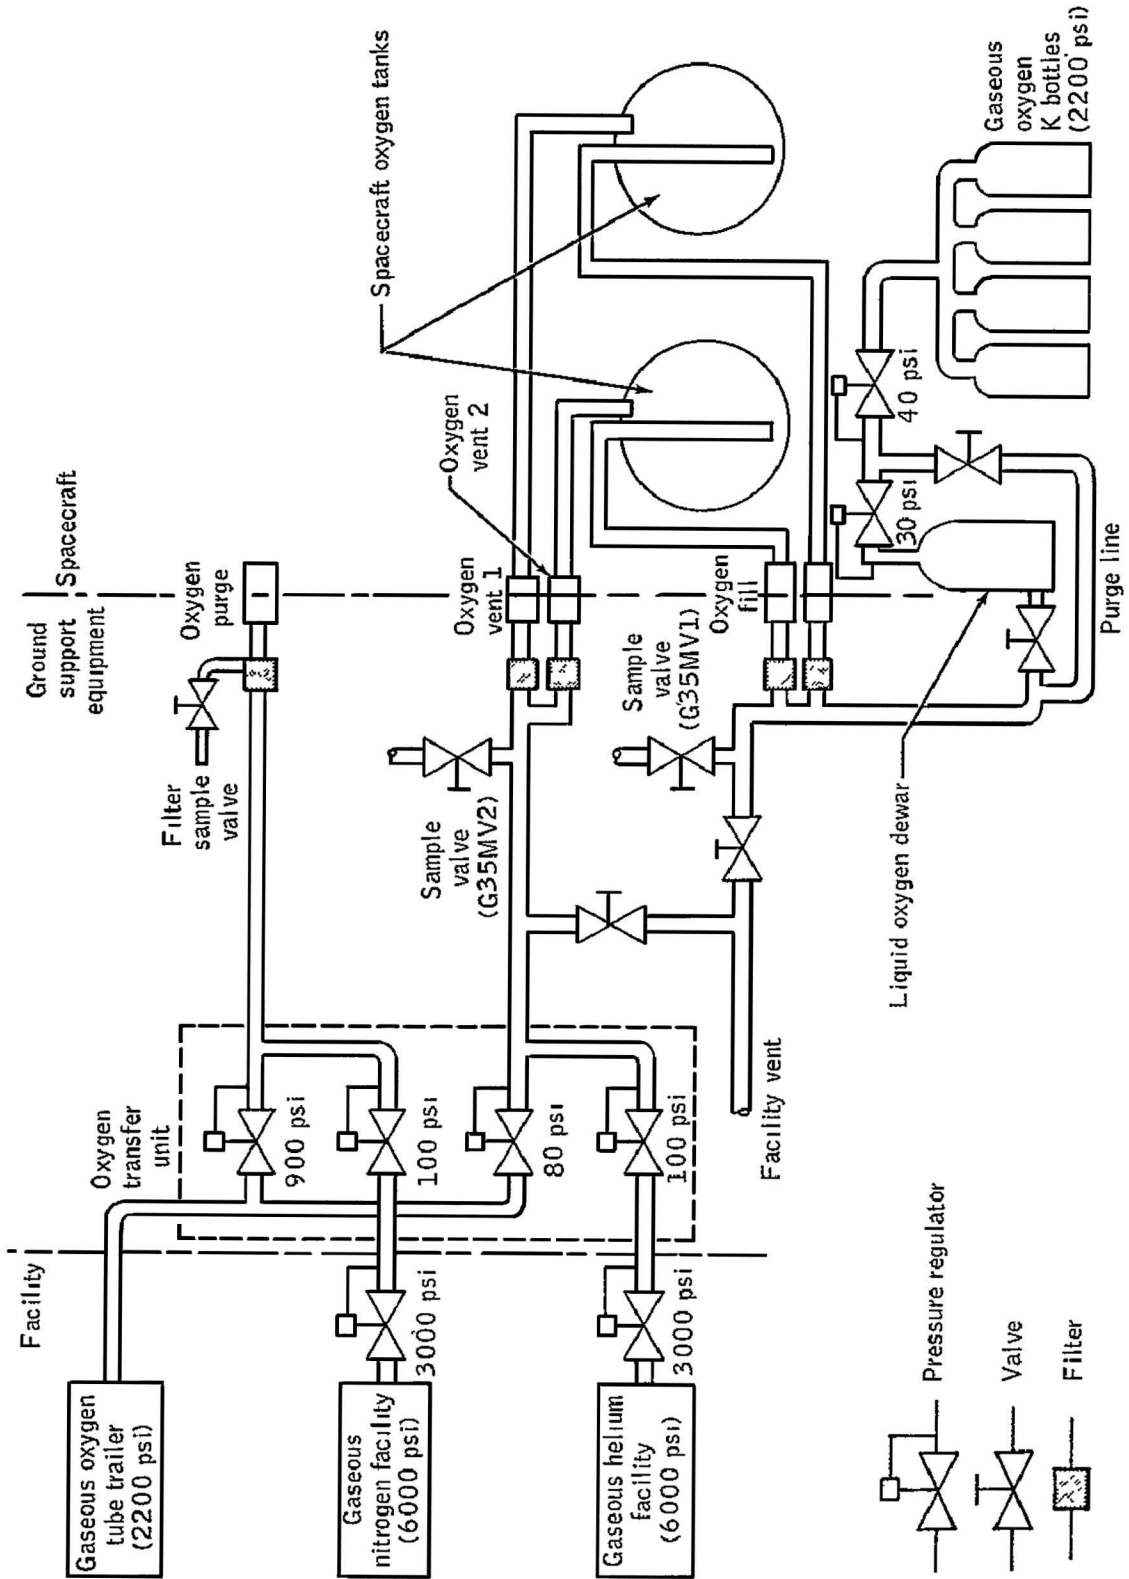 Facility
Gaseous oxygen
tube trailer
(2200 psi)
Gaseous
nitrogen facility
(6000 psi)
3000 psi
Gaseous helium
facility
(6000 psi)
3000 psi
Oxygen
transfer
unit
900 psi
100 psi
80 psi
100 psi
Facility vent
Filter
sample
valve
Ground
support
equipment
Spacecraft
Oxygen
purge
Sample
valve
(G35MV2)
Oxygen
vent 1
Oxygen
vent 2
Spacecraft oxygen tanks
Sample
valve
(G35MV1)
Oxygen
fill
Liquid oxygen dewar
30 psi
40 psi
Purge line
Gaseous
oxygen
K bottles
(2200 psi)
Pressure regulator
Valve
Filter